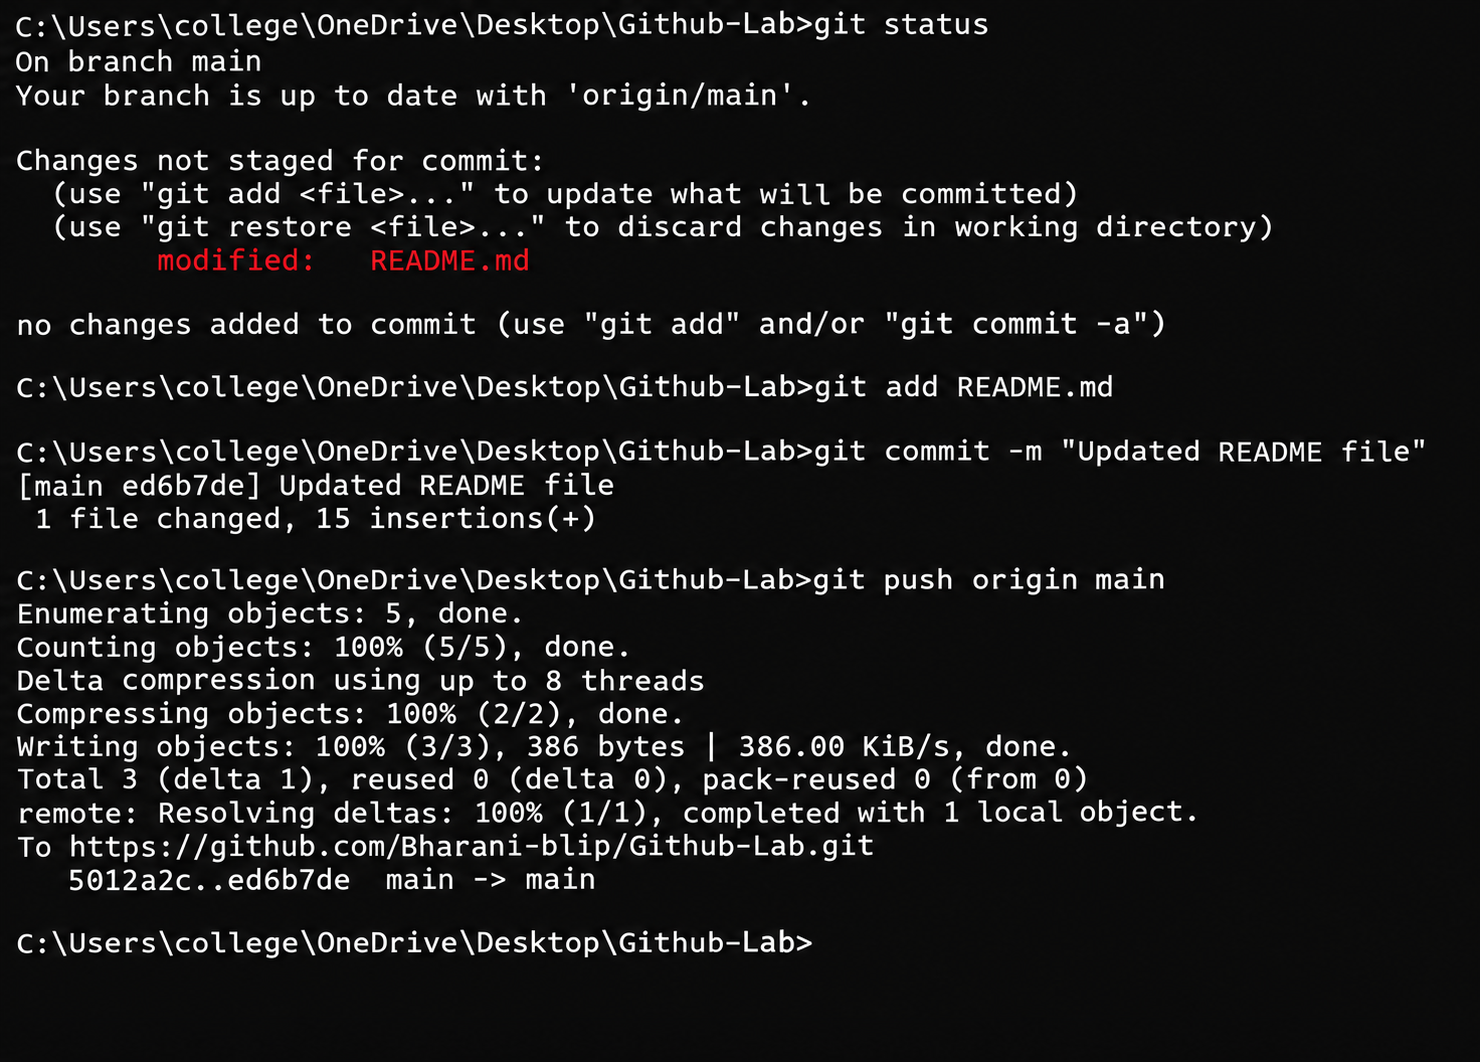 C:\Users\college\OneDrive\Desktop\Github-Lab>git status
On branch main
Your branch is up to date with 'origin/main'.
Changes not staged for commit:
  (use "git add <file>..." to update what will be committed)
  (use "git restore <file>..." to discard changes in working directory)
        modified:   README.md
no changes added to commit (use "git add" and/or "git commit -a")
C:\Users\college\OneDrive\Desktop\Github-Lab>git add README.md
C:\Users\college\OneDrive\Desktop\Github-Lab>git commit -m "Updated README file"
[main ed6b7de] Updated README file
 1 file changed, 15 insertions(+)
C:\Users\college\OneDrive\Desktop\Github-Lab>git push origin main
Enumerating objects: 5, done.
Counting objects: 100% (5/5), done.
Delta compression using up to 8 threads
Compressing objects: 100% (2/2), done.
Writing objects: 100% (3/3), 386 bytes | 386.00 KiB/s, done.
Total 3 (delta 1), reused 0 (delta 0), pack-reused 0 (from 0)
remote: Resolving deltas: 100% (1/1), completed with 1 local object.
To https://github.com/Bharani-blip/Github-Lab.git
   5012a2c..ed6b7de  main -> main
C:\Users\college\OneDrive\Desktop\Github-Lab>